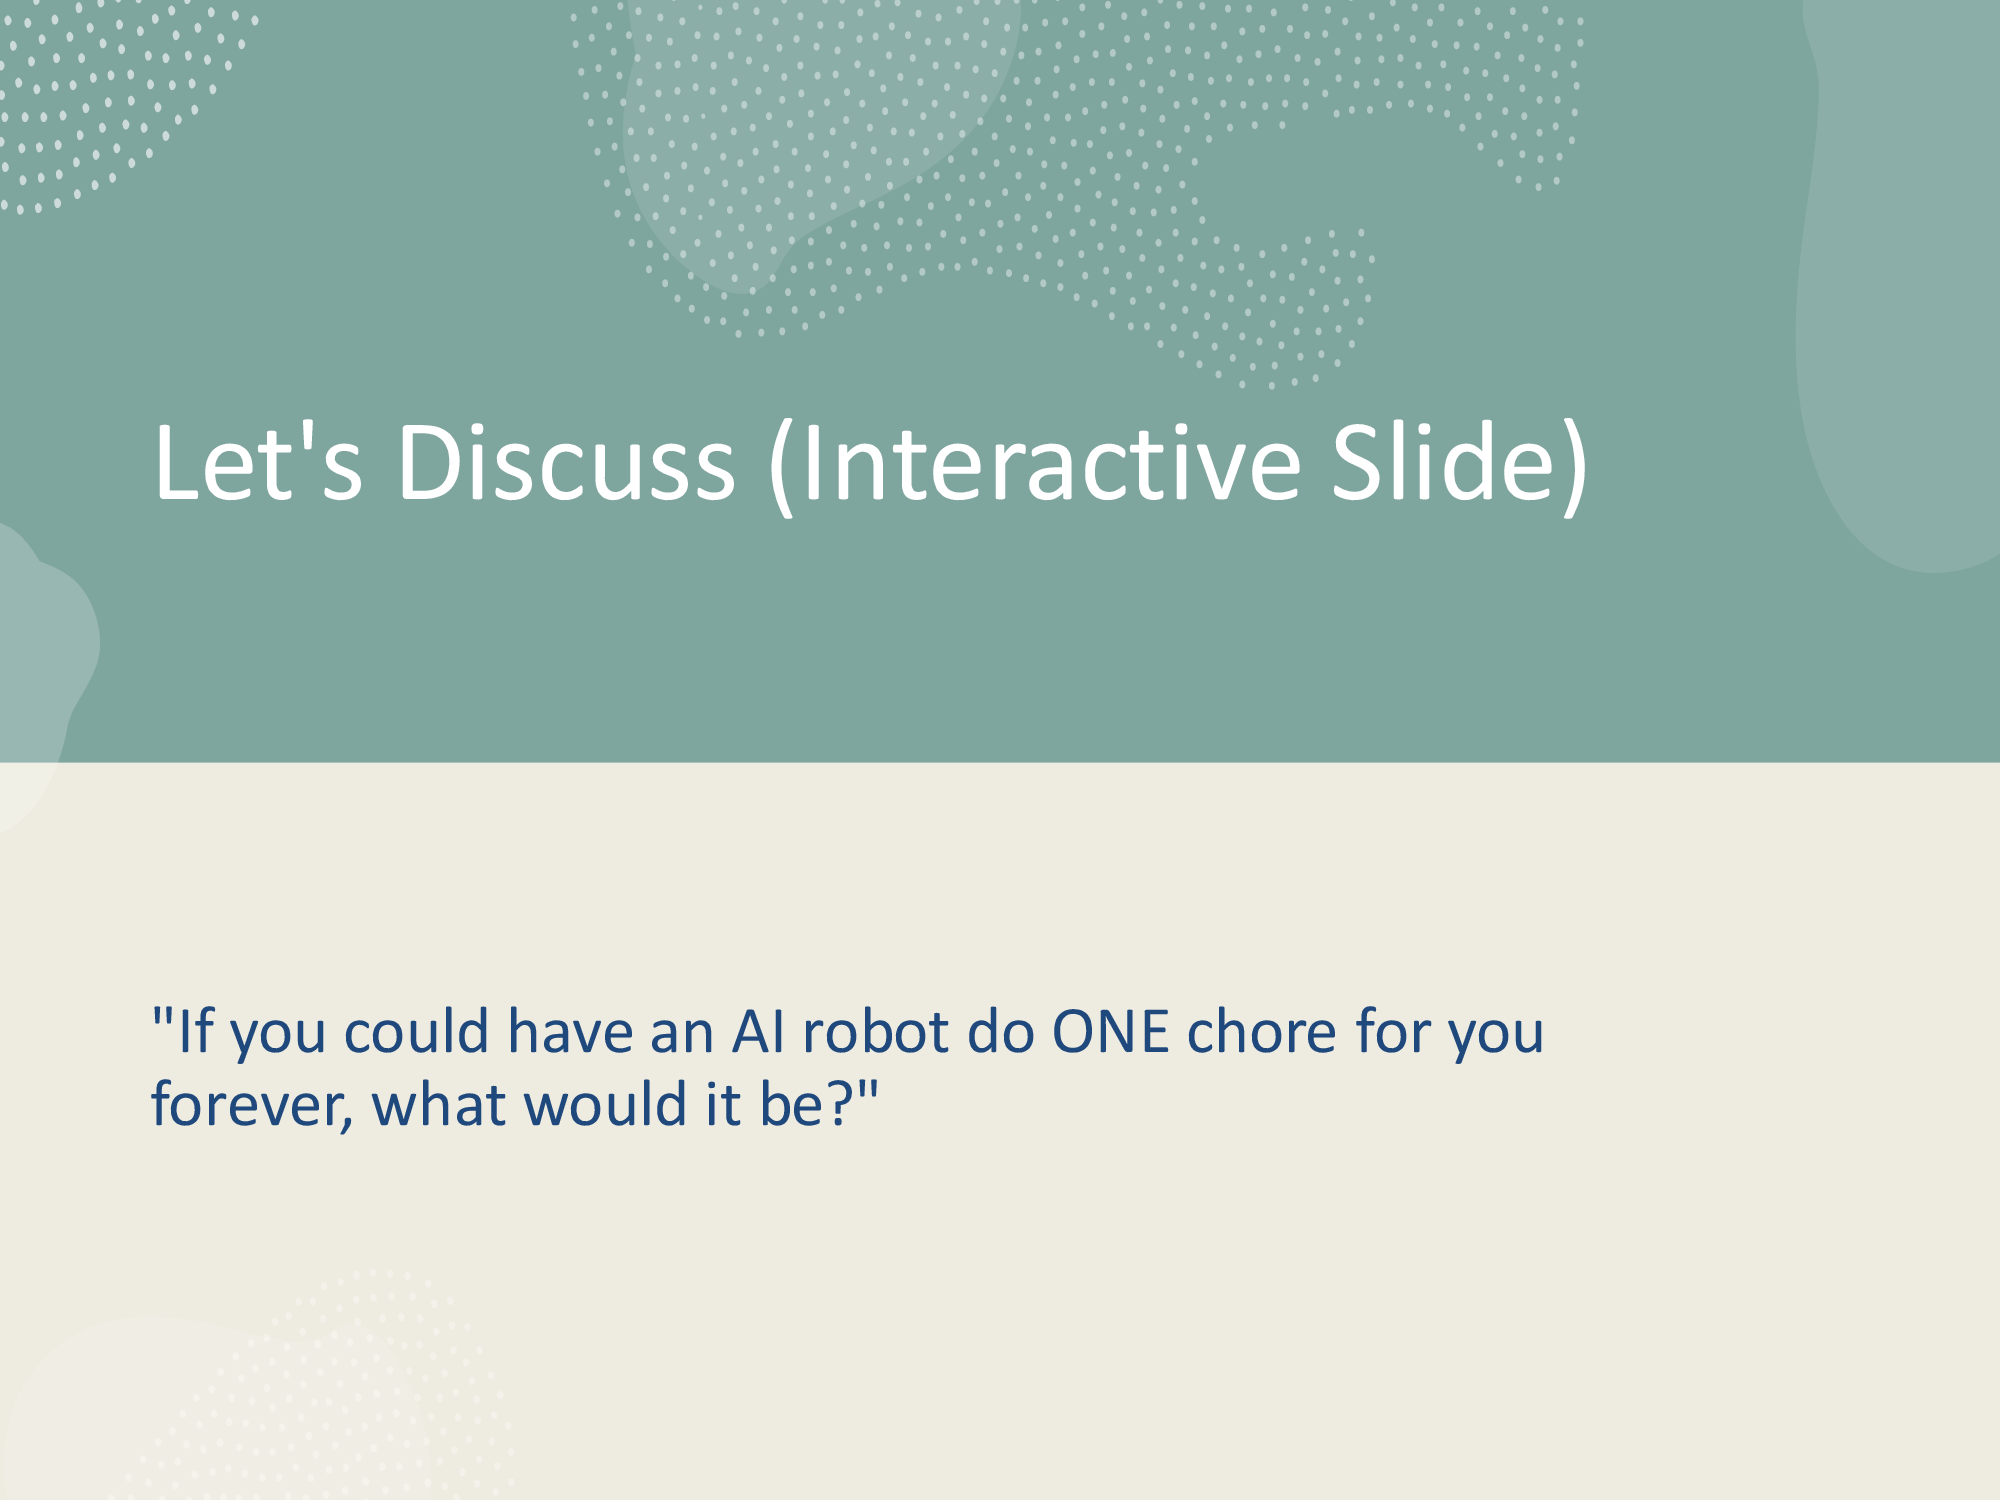 Let's Discuss (Interactive Slide)
"If you could have an AI robot do ONE chore for you
forever, what would it be?"